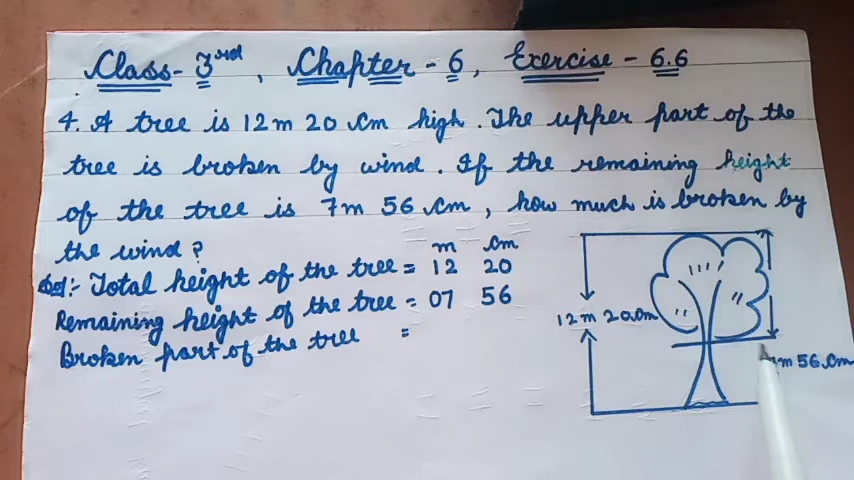 Class- 3rd, Chapter - 6, Exercise - 6.6
4. A tree is 12 m 20 cm high. The upper part of the
tree is broken by wind. If the remaining height
of the tree is 7m 56 cm, how much is broken by
the wind?
m cm
Sol:- Total height of the tree = 12 20
Remaining height of the tree = 07 56
Broken part of the tree =
12 m 20 cm
m 56 cm